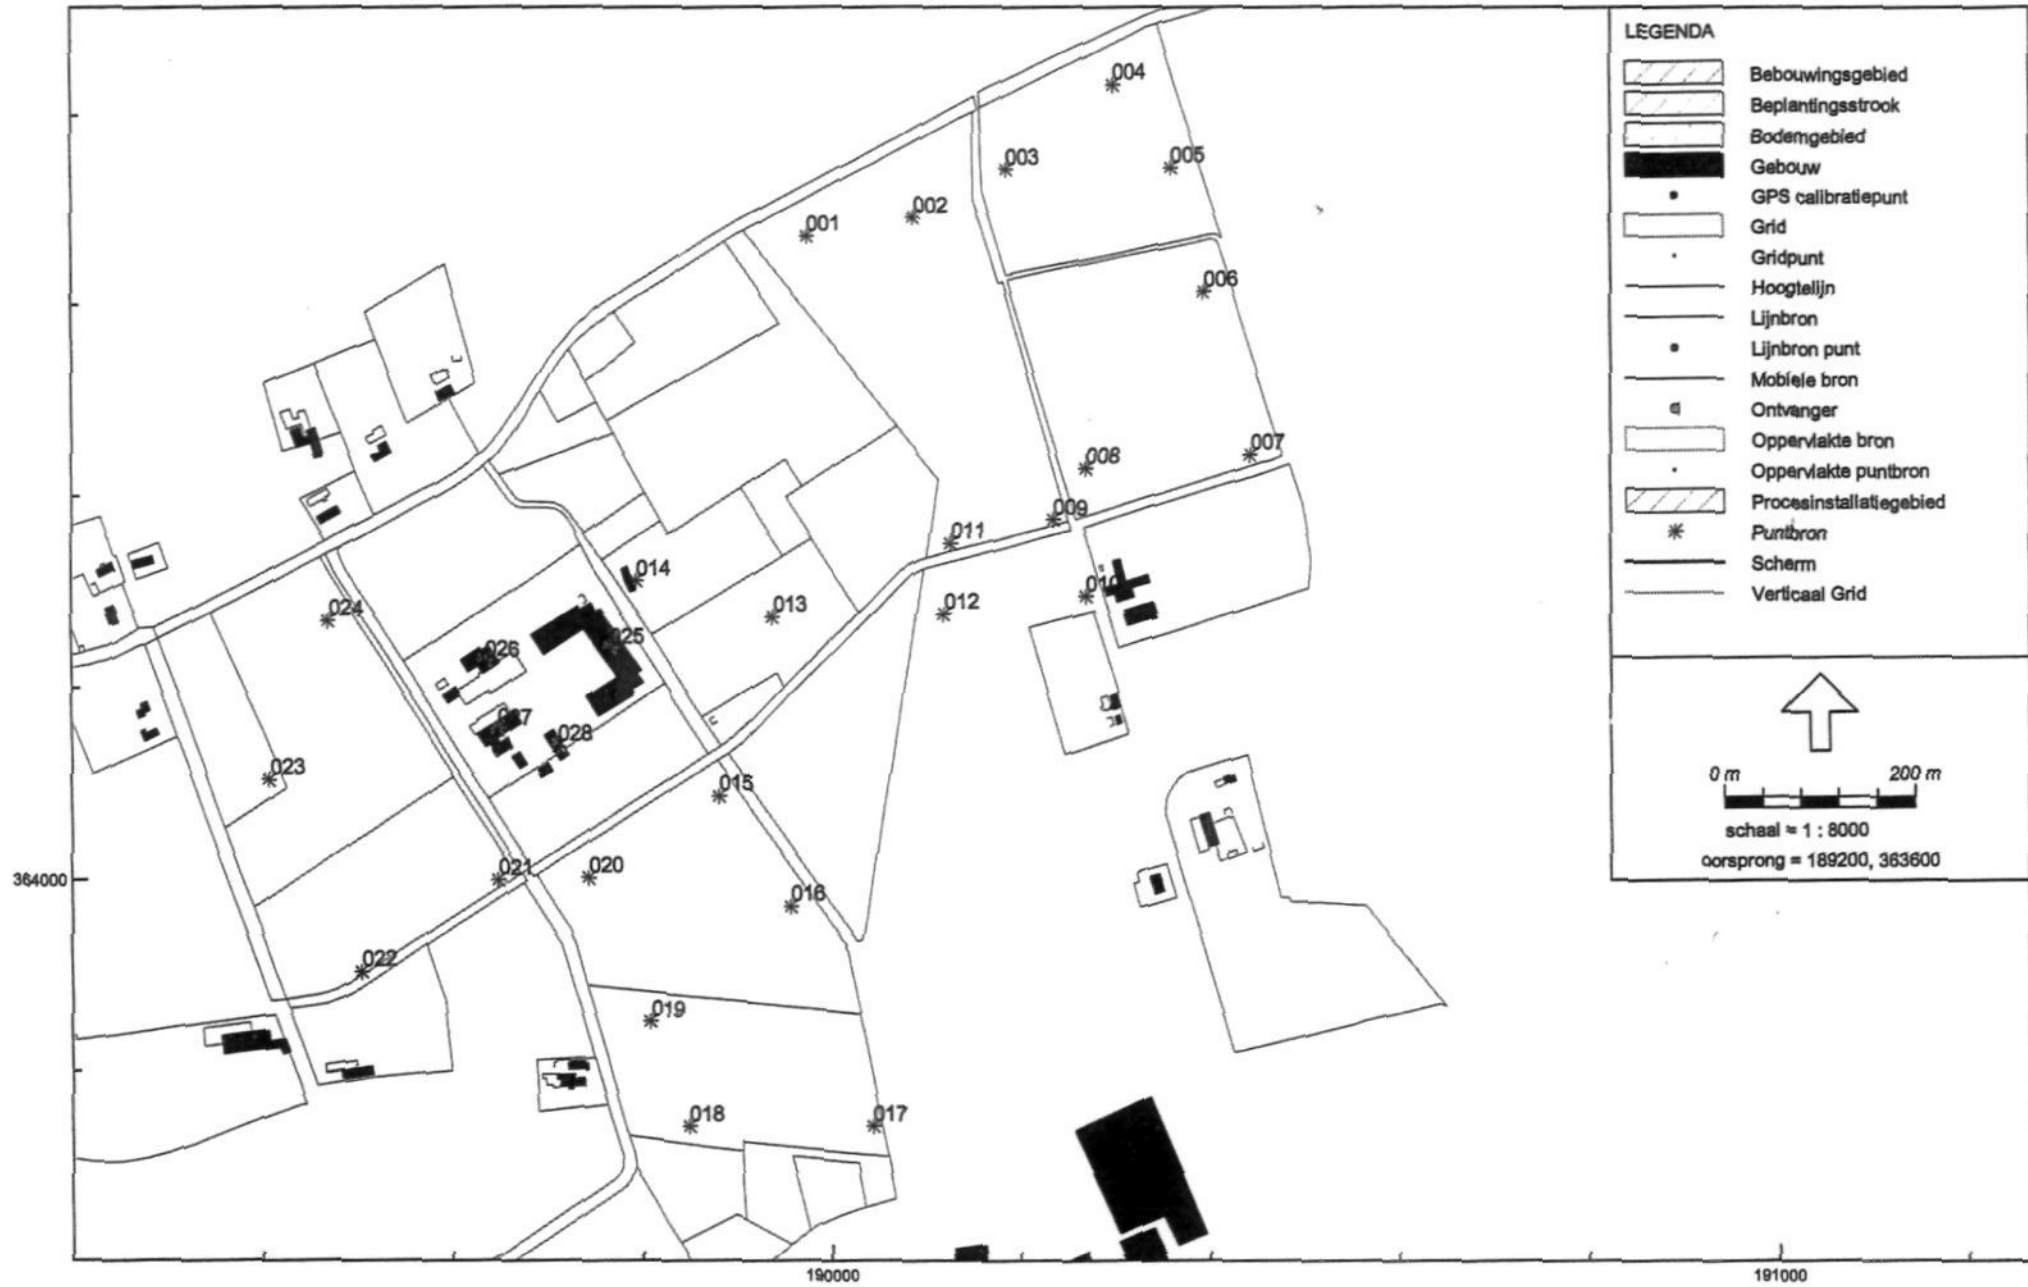 004
003
005
002
001
006
007
008
009
011
014
010
012
013
024
025
026
027
028
023
015
021
020
016
022
019
018
017
364000
190000
191000
LEGENDA
Bebouwingsgebied
Beplantingsstrook
Bodemgebied
Gebouw
GPS calibratiepunt
Grid
Gridpunt
Hoogtelijn
Lijnbron
Lijnbron punt
Mobiele bron
Ontvanger
Oppervlakte bron
Oppervlakte puntbron
Procesinstallatiegebied
Puntbron
Scherm
Verticaal Grid
0 m 200 m
schaal = 1 : 8000
oorsprong = 189200, 363600